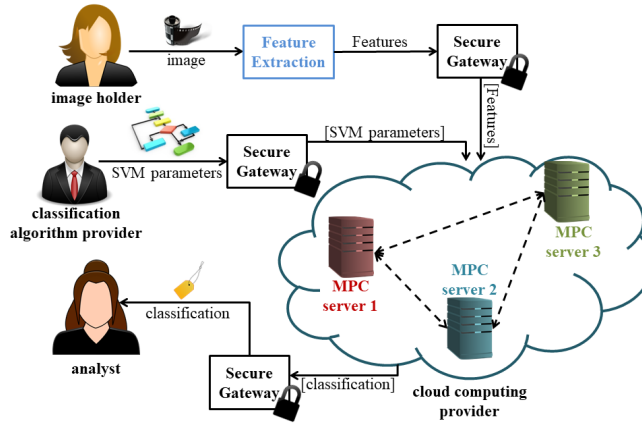 image
Feature
Extraction
Features
Secure
Gateway
image holder
[Features]
SVM parameters
Secure
Gateway
[SVM parameters]
classification
algorithm provider
MPC
server 1
MPC
server 2
MPC
server 3
classification
analyst
Secure
Gateway
[classification]
cloud computing
provider